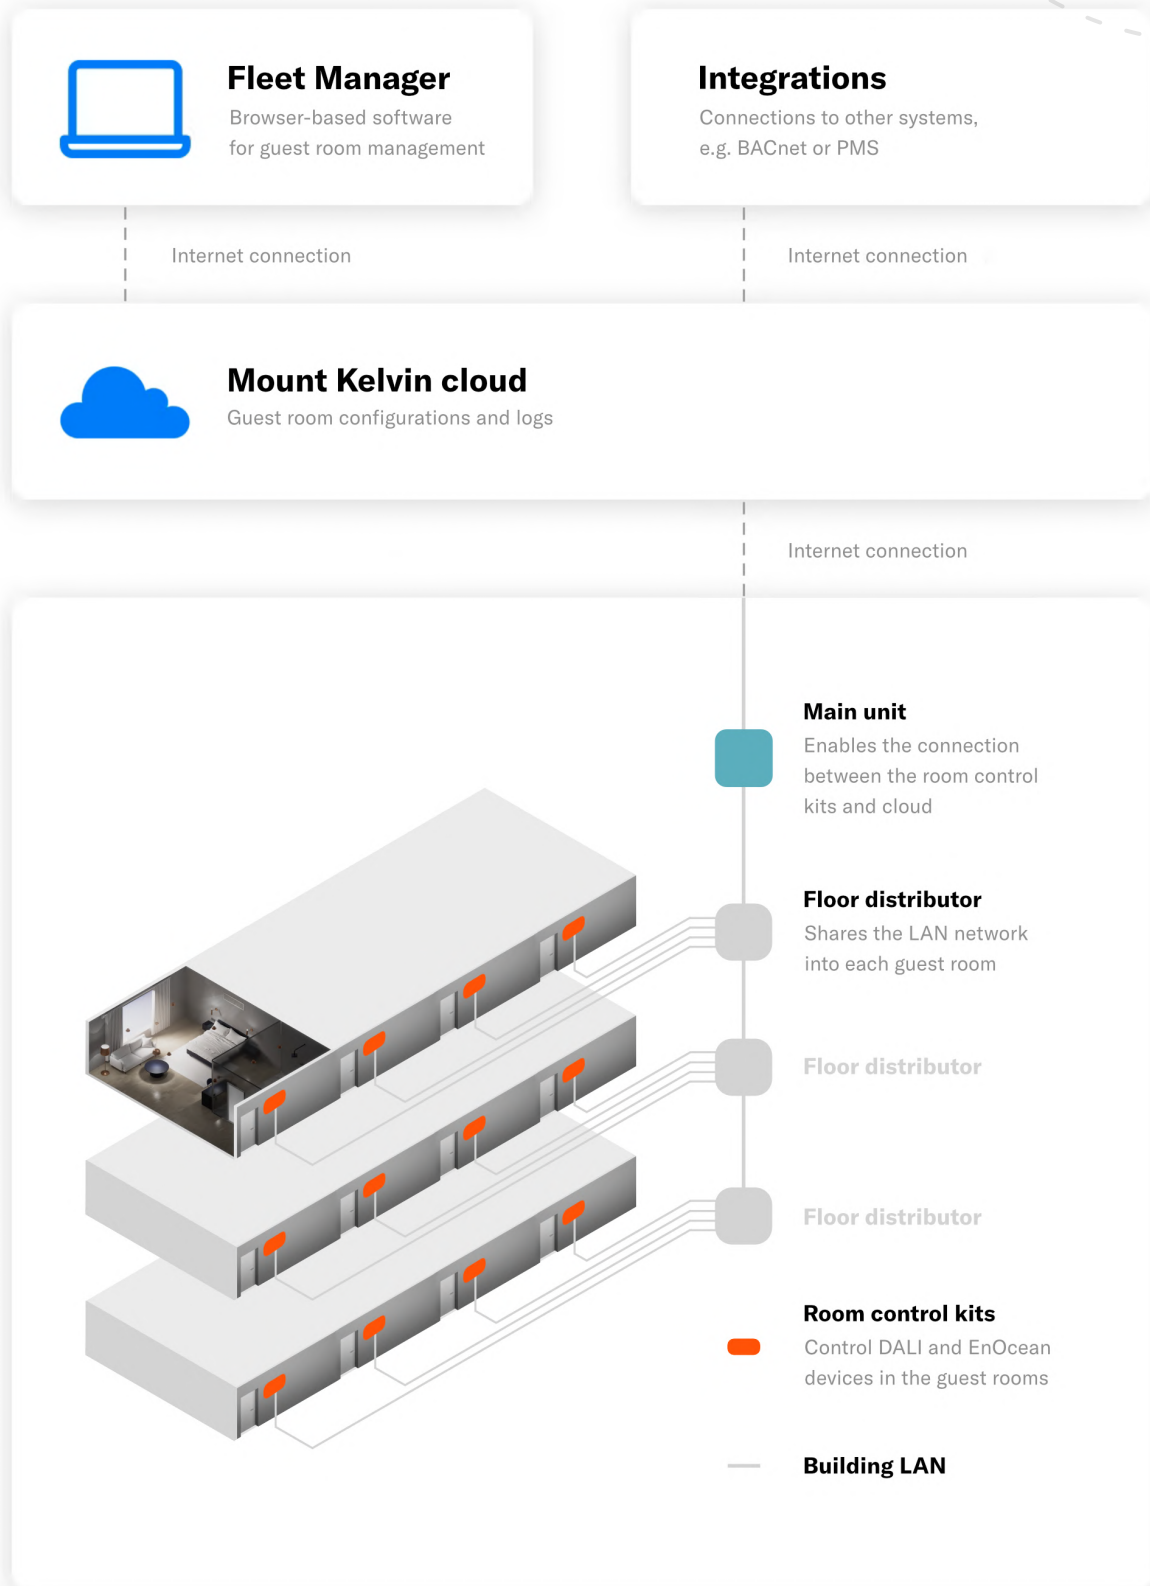 Fleet Manager
Browser-based software
for guest room management
Integrations
Connections to other systems,
e.g. BACnet or PMS
Internet connection
Internet connection
Mount Kelvin cloud
Guest room configurations and logs
Internet connection
Main unit
Enables the connection
between the room control
kits and cloud
Floor distributor
Shares the LAN network
into each guest room
Floor distributor
Floor distributor
Room control kits
Control DALI and EnOcean
devices in the guest rooms
Building LAN